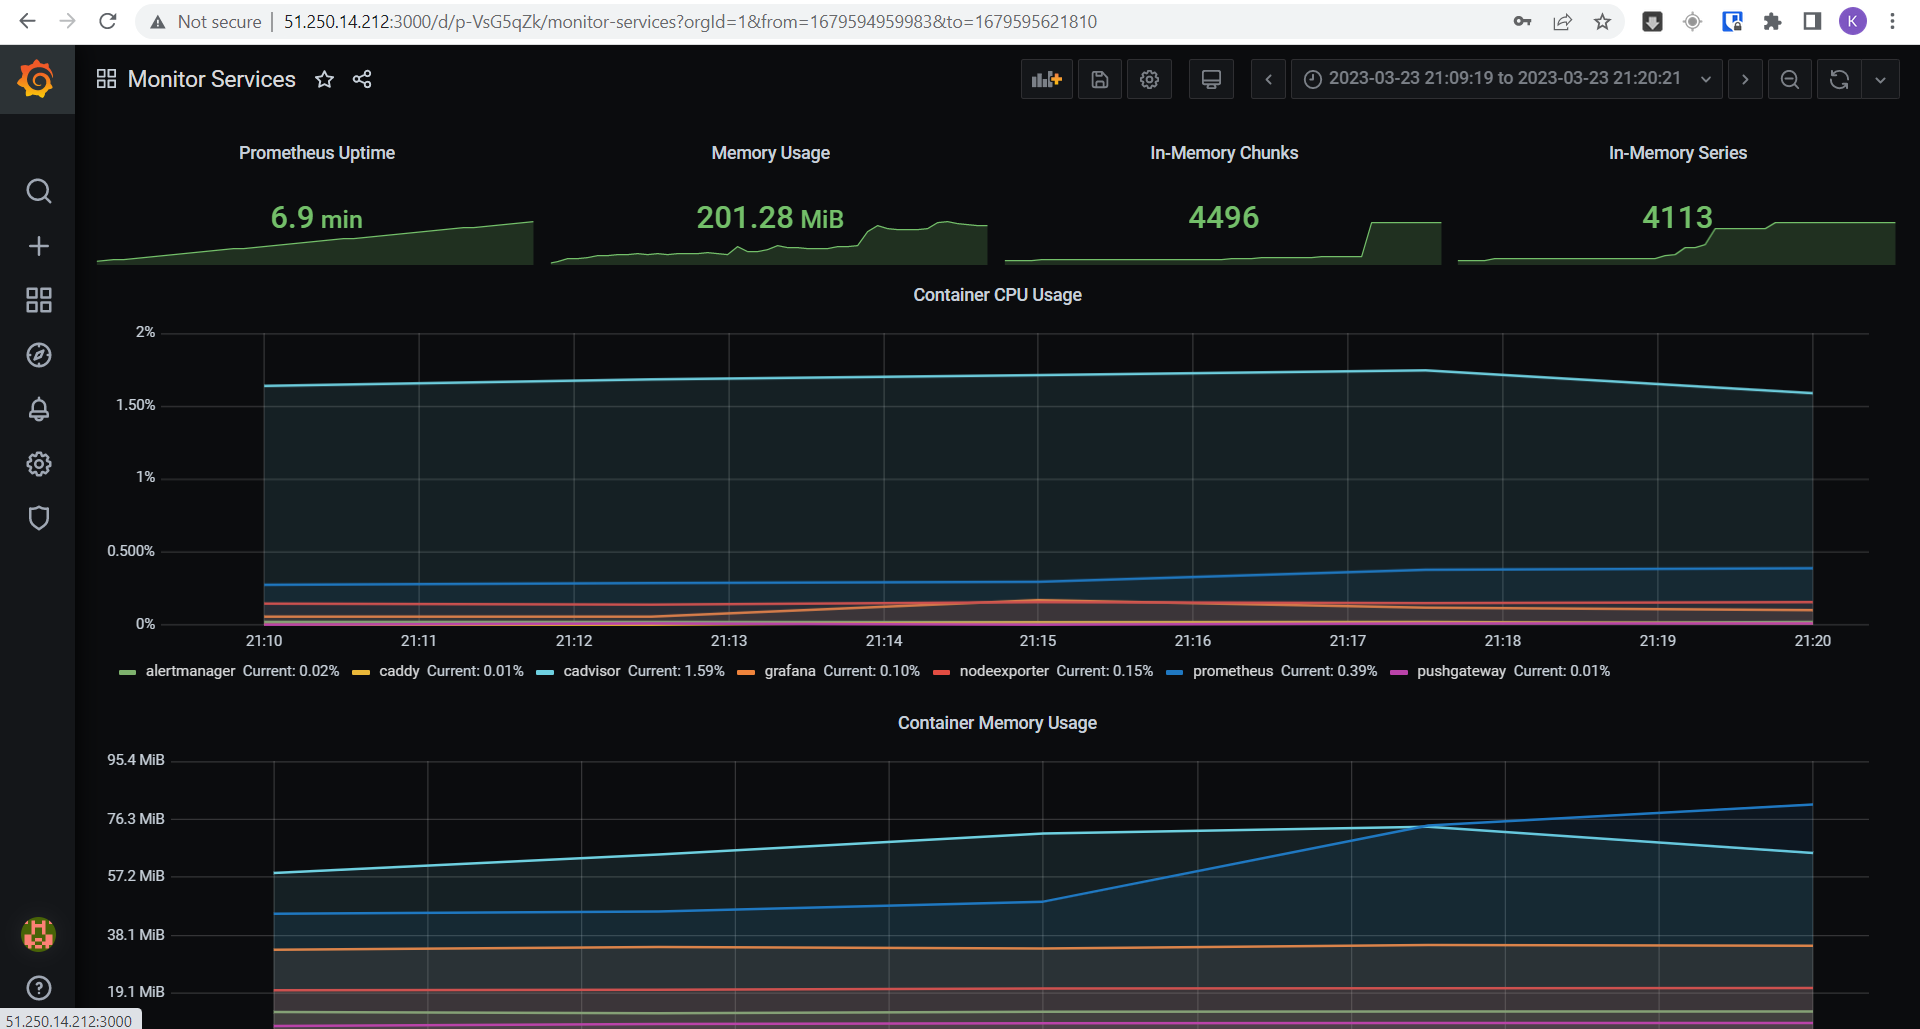 Not secure | 51.250.14.212:3000/d/p-VsG5qZk/monitor-services?orgId=1&from=1679594959983&to=1679595621810
K
Monitor Services
2023-03-23 21:09:19 to 2023-03-23 21:20:21
Prometheus Uptime
6.9 min
Memory Usage
201.28 MiB
In-Memory Chunks
4496
In-Memory Series
4113
Container CPU Usage
2%
1.50%
1%
0.500%
0%
21:10 21:11 21:12 21:13 21:14 21:15 21:16 21:17 21:18 21:19 21:20
alertmanager Current: 0.02% caddy Current: 0.01% cadvisor Current: 1.59% grafana Current: 0.10% nodeexporter Current: 0.15% prometheus Current: 0.39% pushgateway Current: 0.01%
Container Memory Usage
95.4 MiB
76.3 MiB
57.2 MiB
38.1 MiB
19.1 MiB
51.250.14.212:3000